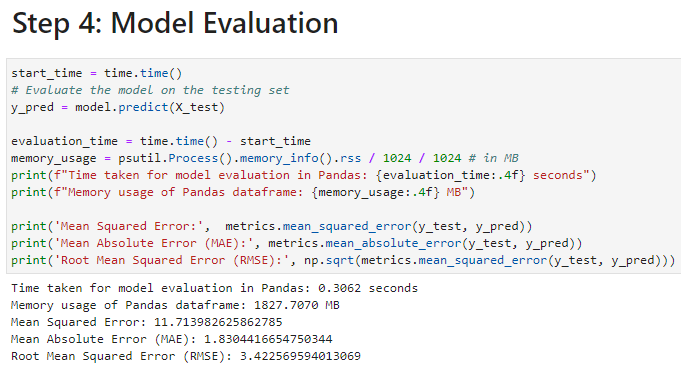 Step 4: Model Evaluation
start_time = time.time()
# Evaluate the model on the testing set
y_pred = model.predict(X_test)
evaluation_time = time.time() - start_time
memory_usage = psutil.Process().memory_info().rss / 1024 / 1024 # in MB
print(f"Time taken for model evaluation in Pandas: {evaluation_time:.4f} seconds")
print(f"Memory usage of Pandas dataframe: {memory_usage:.4f} MB")
print('Mean Squared Error:',  metrics.mean_squared_error(y_test, y_pred))
print('Mean Absolute Error (MAE):', metrics.mean_absolute_error(y_test, y_pred))
print('Root Mean Squared Error (RMSE):', np.sqrt(metrics.mean_squared_error(y_test, y_pred)))
Time taken for model evaluation in Pandas: 0.3062 seconds
Memory usage of Pandas dataframe: 1827.7070 MB
Mean Squared Error: 11.713982625862785
Mean Absolute Error (MAE): 1.8304416654750344
Root Mean Squared Error (RMSE): 3.422569594013069